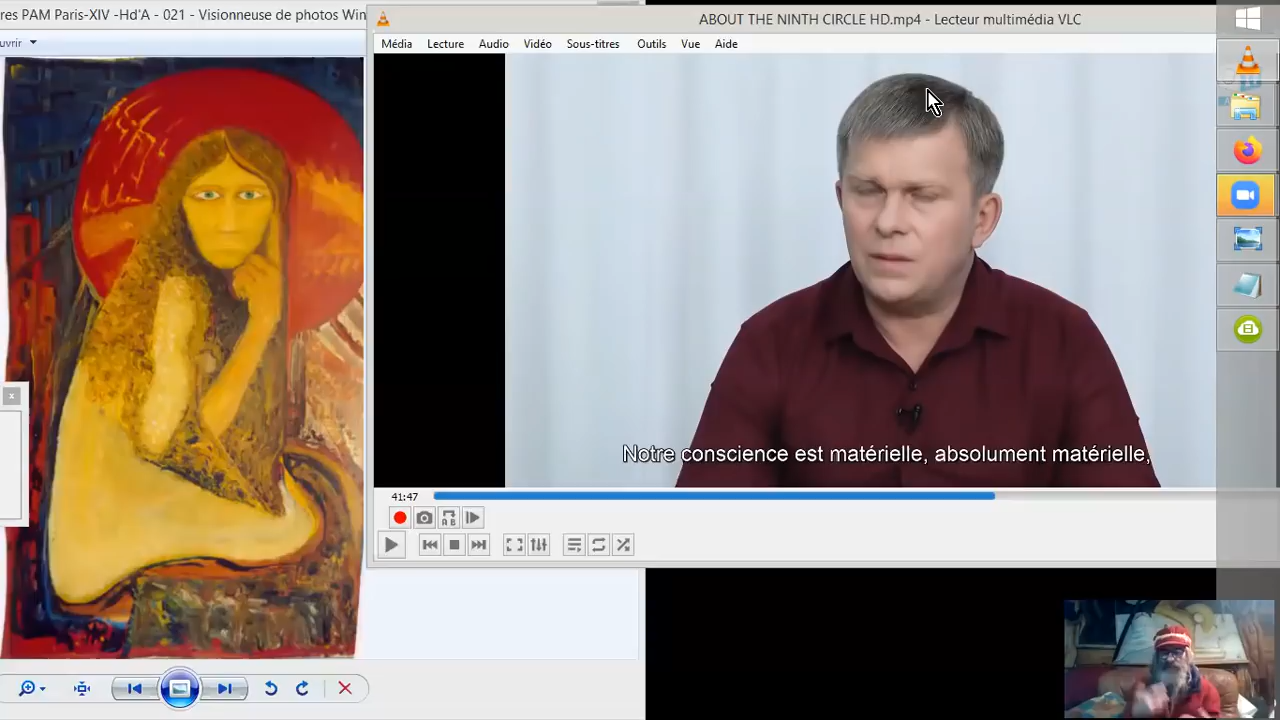 res PAM Paris-XIV -Hd'A - 021 - Visionneuse de photos Win
uvrir
ABOUT THE NINTH CIRCLE HD.mp4 - Lecteur multimédia VLC
Média Lecture Audio Vidéo Sous-titres Outils Vue Aide
Notre conscience est matérielle, absolument matérielle,
41:47